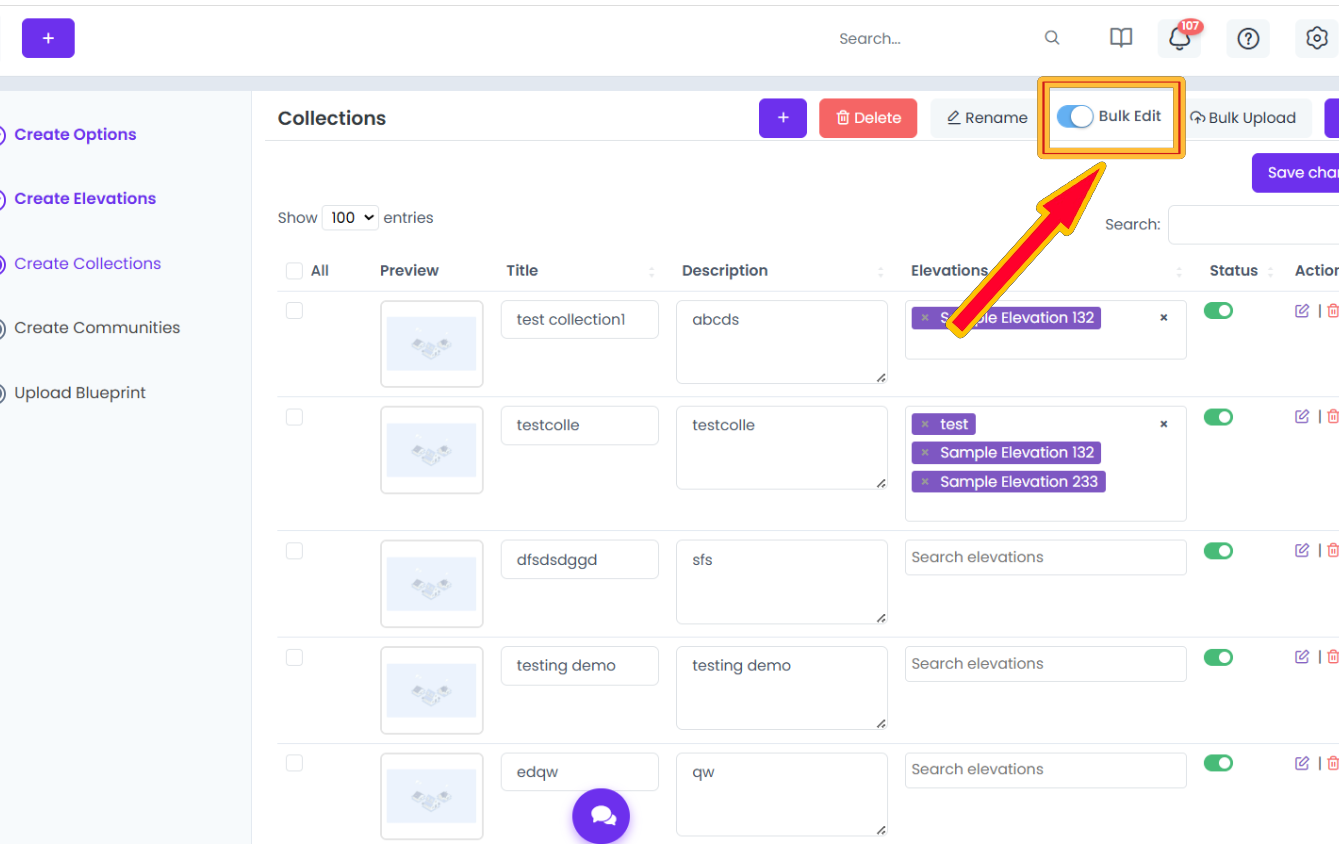 +
Search...
107
Create Options
Create Elevations
Create Collections
Create Communities
Upload Blueprint
Collections
+ Delete Rename Bulk Edit Bulk Upload
Save char
Show 100 entries
Search:
All Preview Title Description Elevations Status Action
test collection1 abcds × Sample Elevation 132 ×
|
testcolle testcolle × test ×
× Sample Elevation 132
× Sample Elevation 233
|
dfsdsdggd sfs Search elevations |
testing demo testing demo Search elevations |
edqw qw Search elevations |